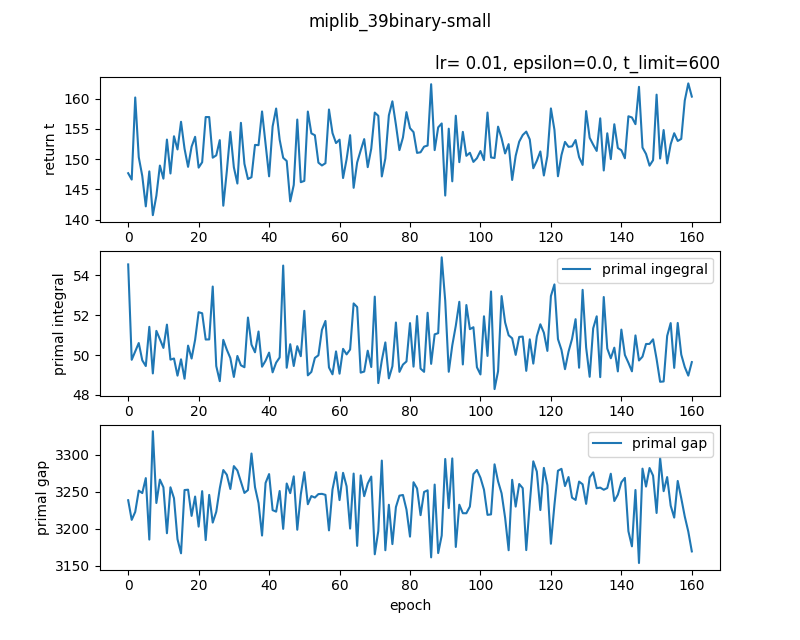 miplib_39binary-small
lr= 0.01, epsilon=0.0, t_limit=600
return t
160
155
150
145
140
0 20 40 60 80 100 120 140 160
primal integral
primal ingegral
54
52
50
48
0 20 40 60 80 100 120 140 160
primal gap
primal gap
3300
3250
3200
3150
0 20 40 60 80 100 120 140 160
epoch